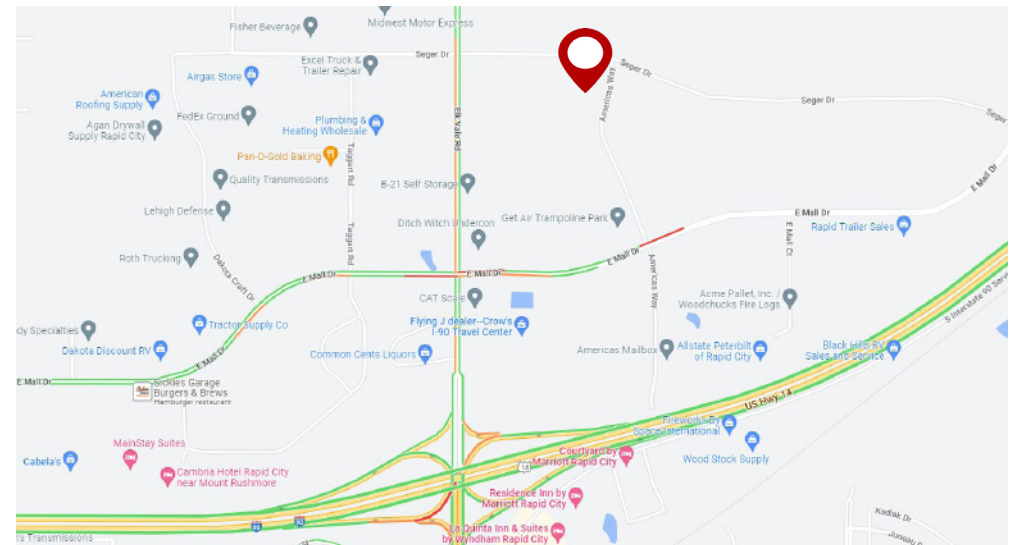 Midwest Motor Express
Fisher Beverage
Seger Dr
Excel Truck &
Trailer Repair
Seger Dr
Airgas Store
Americas Way
American
Roofing Supply
Seger Dr
Elk Vale Rd
FedEx Ground
Plumbing &
Heating Wholesale
Seger
Agan Drywall
Supply Rapid City
Taggart Rd
Pan-O-Gold Baking
Quality Transmissions
B-21 Self Storage
E Mall Dr
Lehigh Defense
Ditch Witch Undercon
Get Air Trampoline Park
E Mall Dr
Rapid Trailer Sales
Taggart Rd
E Mall Ct
Roth Trucking
Dakota Craft Dr
E Mall Dr
E Mall Dr
E Mall Dr
Americas Way
CAT Scale
Acme Pallet, Inc. /
Woodchucks Fire Logs
S Interstate 90 Serv
dy Specialties
Tractor Supply Co
Flying J dealer--Crow's
I-90 Travel Center
Dakota Discount RV
E Mall Dr
Common Cents Liquors
Americas Mailbox
Allstate Peterbilt
of Rapid City
Black Hills RV
Sales and Service
E Mall Dr
Sickies Garage
Burgers & Brews
Hamburger restaurant
US Hwy 14
Fireworks By
Space International
MainStay Suites
Cabela's
Courtyard by
Marriott Rapid City
Wood Stock Supply
14
Cambria Hotel Rapid City
near Mount Rushmore
Residence Inn by
Marriott Rapid City
90
90
Kodiak Dr
La Quinta Inn & Suites
by Wyndham Rapid City
n's Transmissions
Juneau C